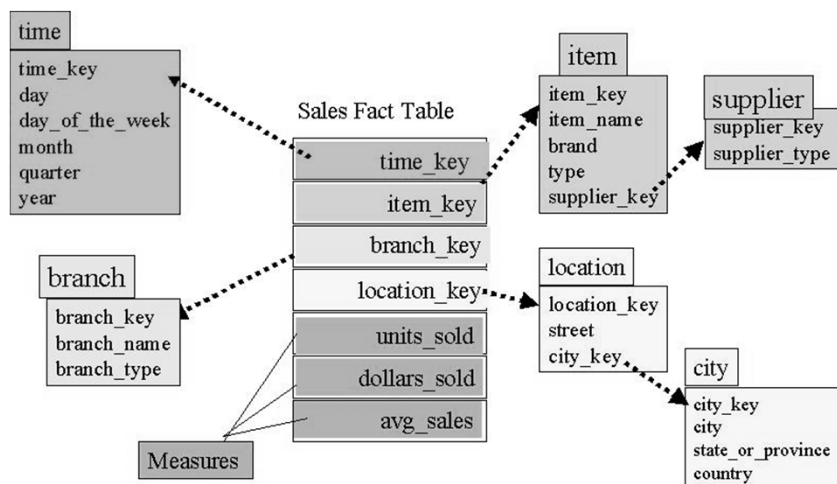 time
time_key
day
day_of_the_week
month
quarter
year
branch
branch_key
branch_name
branch_type
Sales Fact Table
time_key
item_key
branch_key
location_key
units_sold
dollars_sold
avg_sales
Measures
item
item_key
item_name
brand
type
supplier_key
supplier
supplier_key
supplier_type
location
location_key
street
city_key
city
city_key
city
state_or_province
country